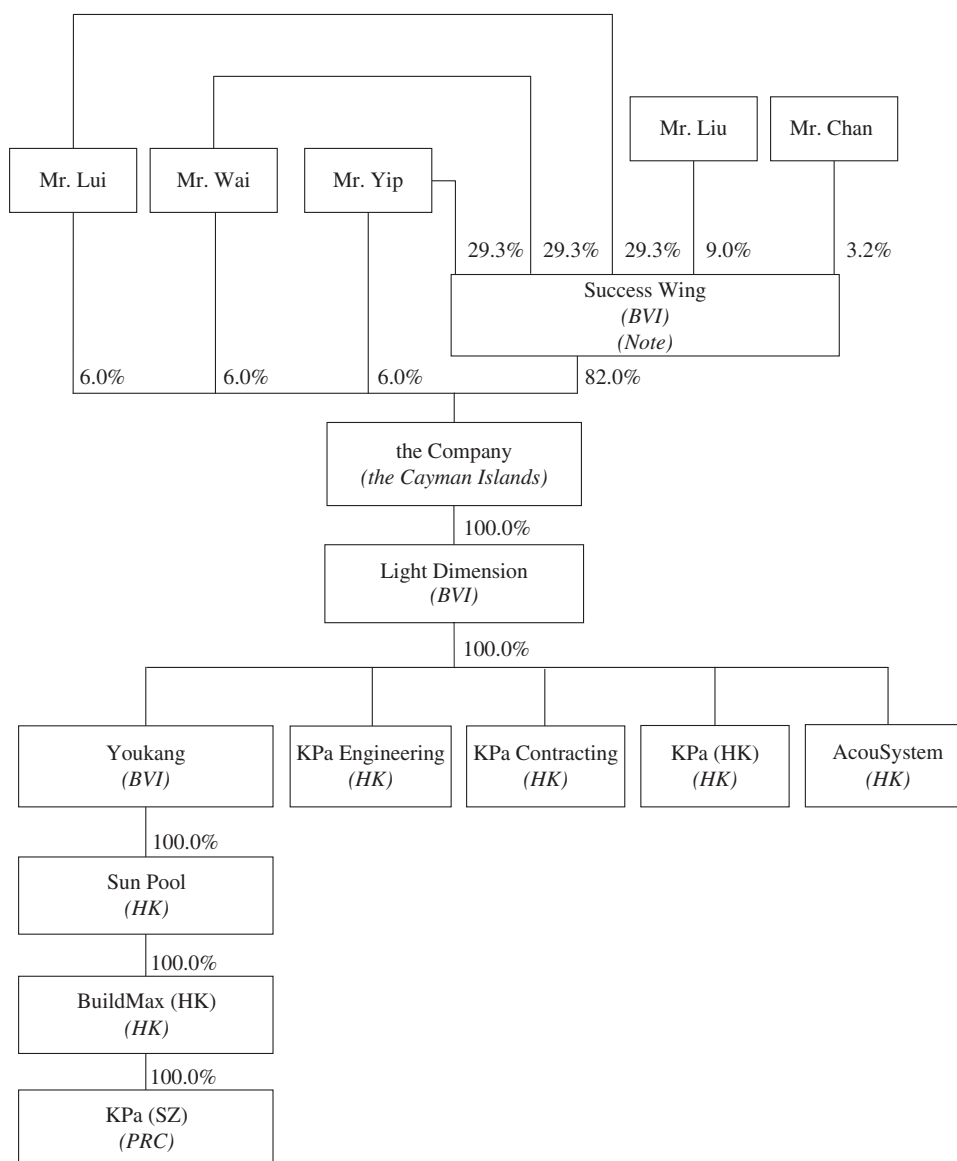 Mr. Liu
Mr. Chan
Mr. Lui
Mr. Wai
Mr. Yip
29.3%
29.3%
29.3%
9.0%
3.2%
Success Wing
(BVI)
(Note)
6.0%
6.0%
6.0%
82.0%
the Company
(the Cayman Islands)
100.0%
Light Dimension
(BVI)
100.0%
Youkang
(BVI)
KPa Engineering
(HK)
KPa Contracting
(HK)
KPa (HK)
(HK)
AcouSystem
(HK)
100.0%
Sun Pool
(HK)
100.0%
BuildMax (HK)
(HK)
100.0%
KPa (SZ)
(PRC)